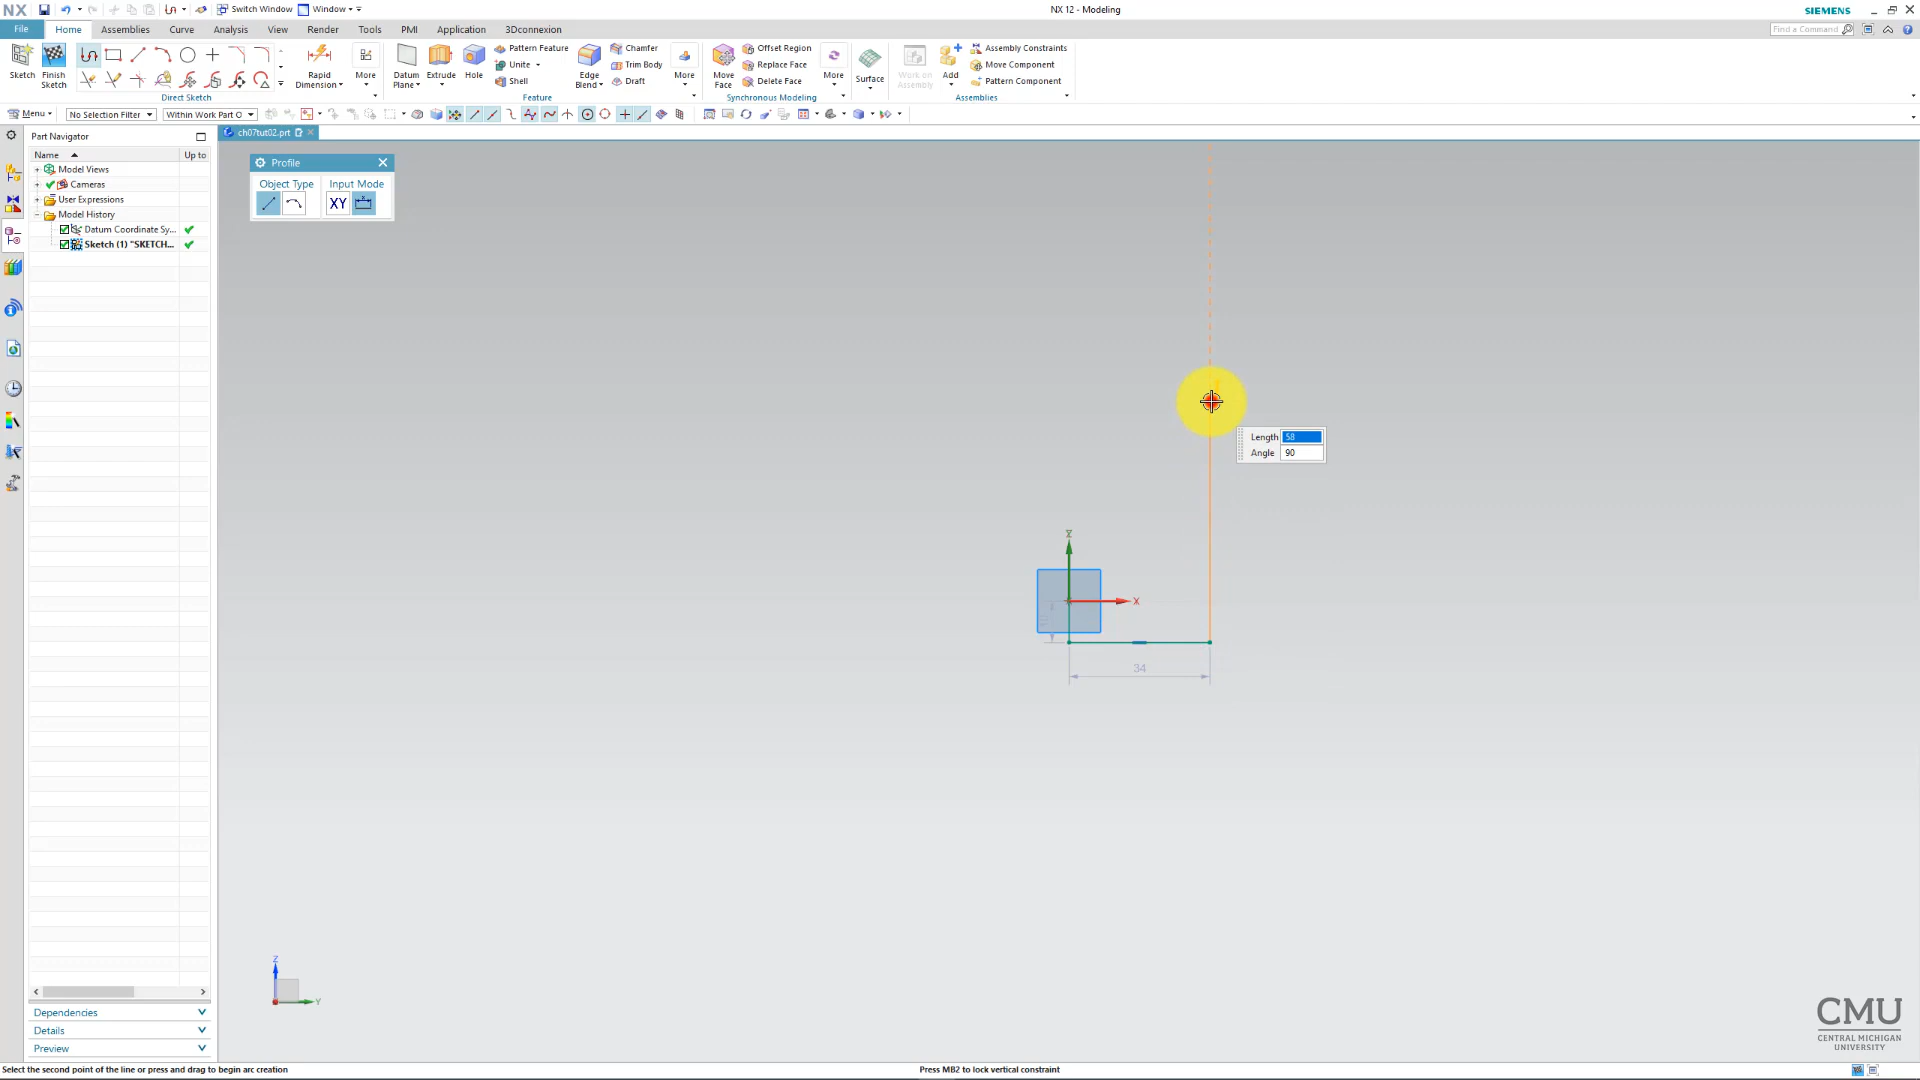 NX
Switch Window
Window
NX 12 - Modeling
SIEMENS
File
Home
Assemblies
Curve
Analysis
View
Render
Tools
PMI
Application
3Dconnexion
Find a Command
Sketch
Finish Sketch
Rapid Dimension
More
Datum Plane
Extrude
Hole
Pattern Feature
Unite
Shell
Edge Blend
Chamfer
Trim Body
Draft
More
Move Face
Offset Region
Replace Face
Delete Face
More
Surface
Work on Assembly
Add
Assembly Constraints
Move Component
Pattern Component
Direct Sketch
Feature
Synchronous Modeling
Assemblies
Menu
No Selection Filter
Within Work Part O
Part Navigator
ch07tut02.prt
Name
Up to
Model Views
Cameras
User Expressions
Model History
Datum Coordinate Sy...
Sketch (1) "SKETCH...
Profile
Object Type
Input Mode
XY
Length 58
Angle 90
Z
X
34
Z
Y
Dependencies
Details
Preview
CMU
CENTRAL MICHIGAN
UNIVERSITY
Select the second point of the line or press and drag to begin arc creation
Press MB2 to lock vertical constraint